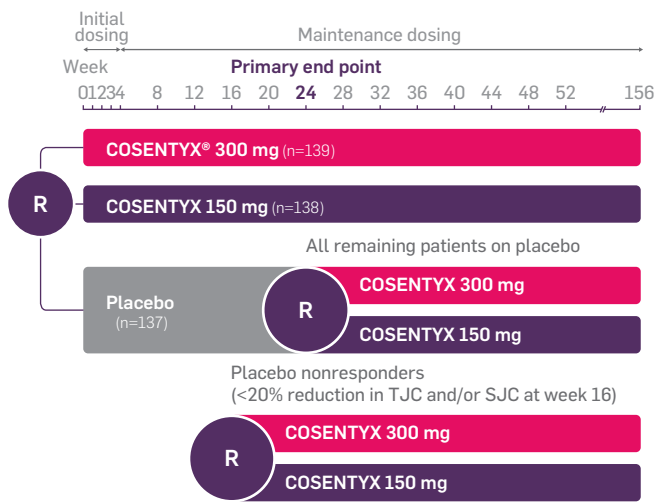 Initial
dosing
Maintenance dosing
Week
Primary end point
0 1 2 3 4 8 12 16 20 24 28 32 36 40 44 48 52 156
COSENTYX® 300 mg (n=139)
R
COSENTYX 150 mg (n=138)
All remaining patients on placebo
COSENTYX 300 mg
Placebo
(n=137)
R
COSENTYX 150 mg
Placebo nonresponders
(<20% reduction in TJC and/or SJC at week 16)
COSENTYX 300 mg
R
COSENTYX 150 mg